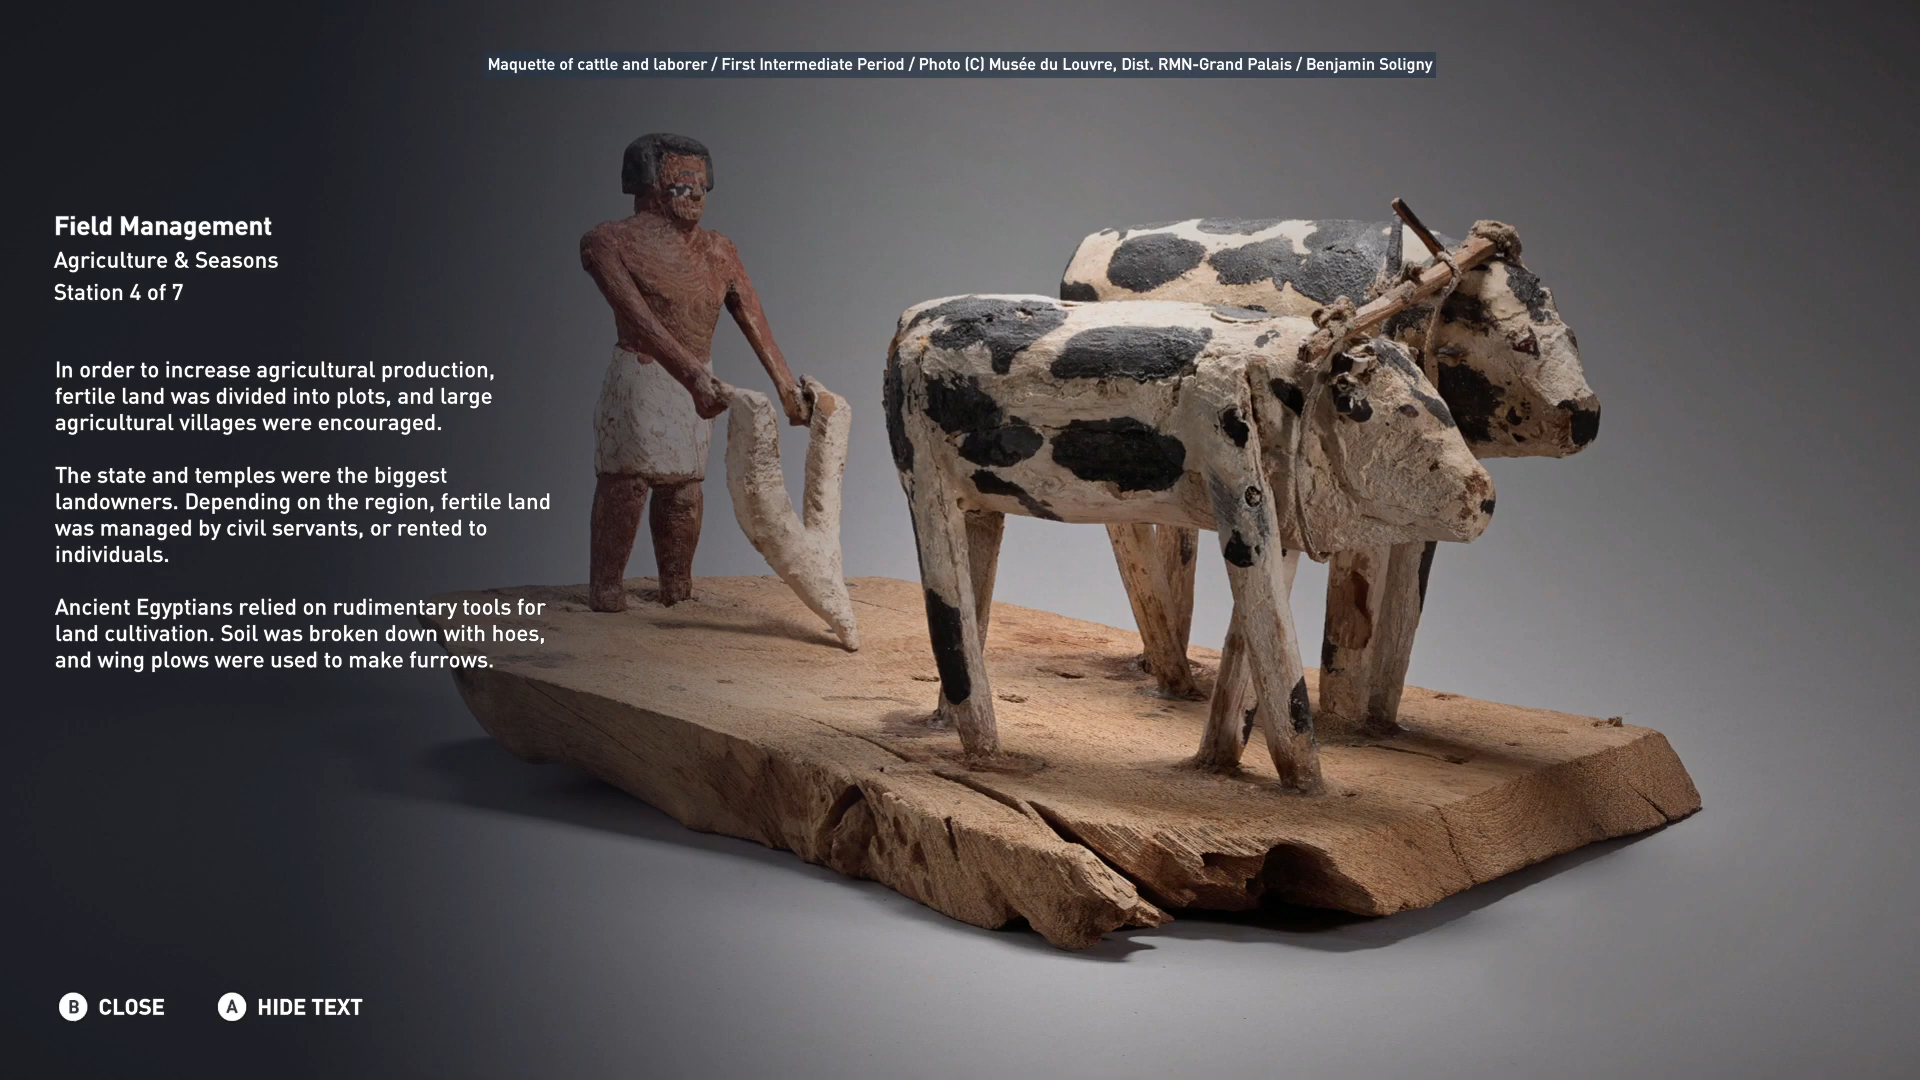 Maquette of cattle and laborer / First Intermediate Period / Photo (C) Musée du Louvre, Dist. RMN-Grand Palais / Benjamin Soligny
Field Management
Agriculture & Seasons
Station 4 of 7
In order to increase agricultural production,
fertile land was divided into plots, and large
agricultural villages were encouraged.
The state and temples were the biggest
landowners. Depending on the region, fertile land
was managed by civil servants, or rented to
individuals.
Ancient Egyptians relied on rudimentary tools for
land cultivation. Soil was broken down with hoes,
and wing plows were used to make furrows.
B CLOSE A HIDE TEXT